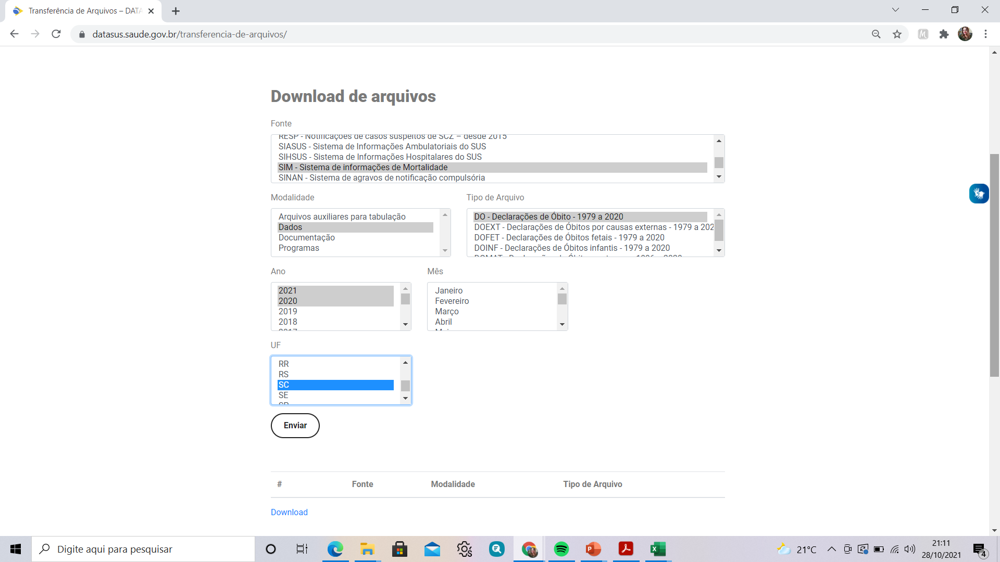 Transferência de Arquivos – DATA
datasus.saude.gov.br/transferencia-de-arquivos/
Download de arquivos
Fonte
RESP - Notificações de casos suspeitos de SCZ – desde 2015
SIASUS - Sistema de Informações Ambulatoriais do SUS
SIHSUS - Sistema de Informações Hospitalares do SUS
SIM - Sistema de informações de Mortalidade
SINAN - Sistema de agravos de notificação compulsória
Modalidade
Arquivos auxiliares para tabulação
Dados
Documentação
Programas
Tipo de Arquivo
DO - Declarações de Óbito - 1979 a 2020
DOEXT - Declarações de Óbitos por causas externas - 1979 a 202
DOFET - Declarações de Óbitos fetais - 1979 a 2020
DOINF - Declarações de Óbitos infantis - 1979 a 2020
Ano
2021
2020
2019
2018
2017
Mês
Janeiro
Fevereiro
Março
Abril
UF
RR
RS
SC
SE
Enviar
# Fonte Modalidade Tipo de Arquivo
Download
Digite aqui para pesquisar
21°C
21:11
28/10/2021
4